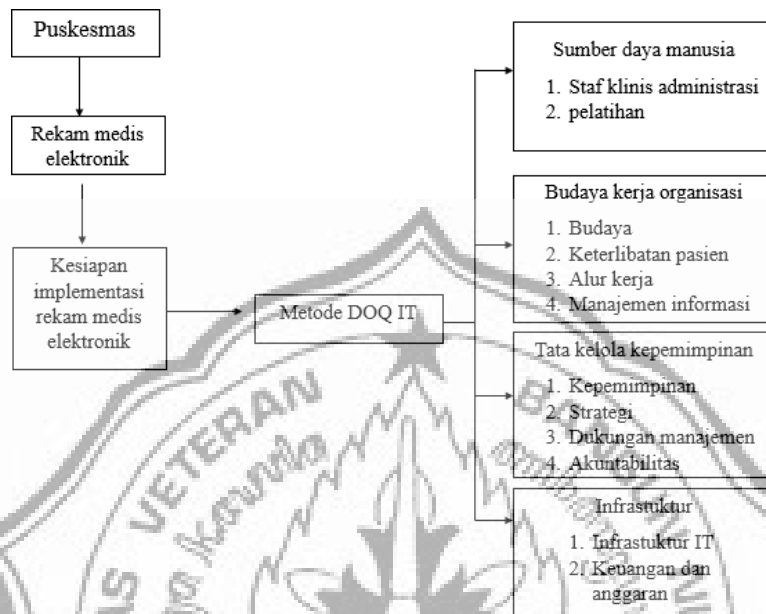 Puskesmas
Rekam medis
elektronik
Kesiapan
implementasi
rekam medis
elektronik
Metode DOQ IT
Sumber daya manusia
1. Staf klinis administrasi
2. pelatihan
Budaya kerja organisasi
1. Budaya
2. Keterlibatan pasien
3. Alur kerja
4. Manajemen informasi
Tata kelola kepemimpinan
1. Kepemimpinan
2. Strategi
3. Dukungan manajemen
4. Akuntabilitas
Infrastuktur
1. Infrastuktur IT
2. Keuangan dan
anggaran
VETERAN